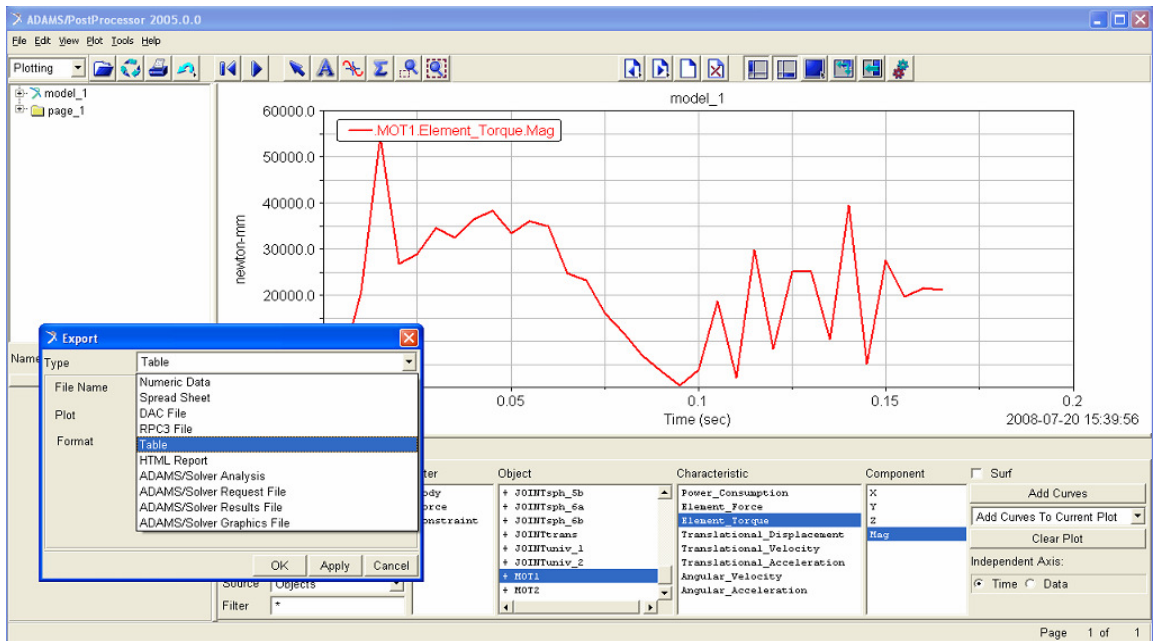 ADAMS/PostProcessor 2005.0.0
File Edit View Plot Tools Help
Plotting
model_1
page_1
model_1
60000.0
50000.0
40000.0
30000.0
20000.0
newton-mm
.MOT1.Element_Torque.Mag
0.05
0.1
0.15
0.2
Time (sec)
2008-07-20 15:39:56
Export
Name
Type
Table
File Name
Plot
Format
Numeric Data
Spread Sheet
DAC File
RPC3 File
Table
HTML Report
ADAMS/Solver Analysis
ADAMS/Solver Request File
ADAMS/Solver Results File
ADAMS/Solver Graphics File
OK Apply Cancel
Source Objects
Filter *
ter
ody
orce
onstraint
Object
+ JOINTsph_5b
+ JOINTsph_6a
+ JOINTsph_6b
+ JOINTtrans
+ JOINTuniv_1
+ JOINTuniv_2
+ MOT1
+ MOT2
Characteristic
Power_Consumption
Element_Force
Element_Torque
Translational_Displacement
Translational_Velocity
Translational_Acceleration
Angular_Velocity
Angular_Acceleration
Component
X
Y
Z
Mag
Surf
Add Curves
Add Curves To Current Plot
Clear Plot
Independent Axis:
Time Data
Page 1 of 1